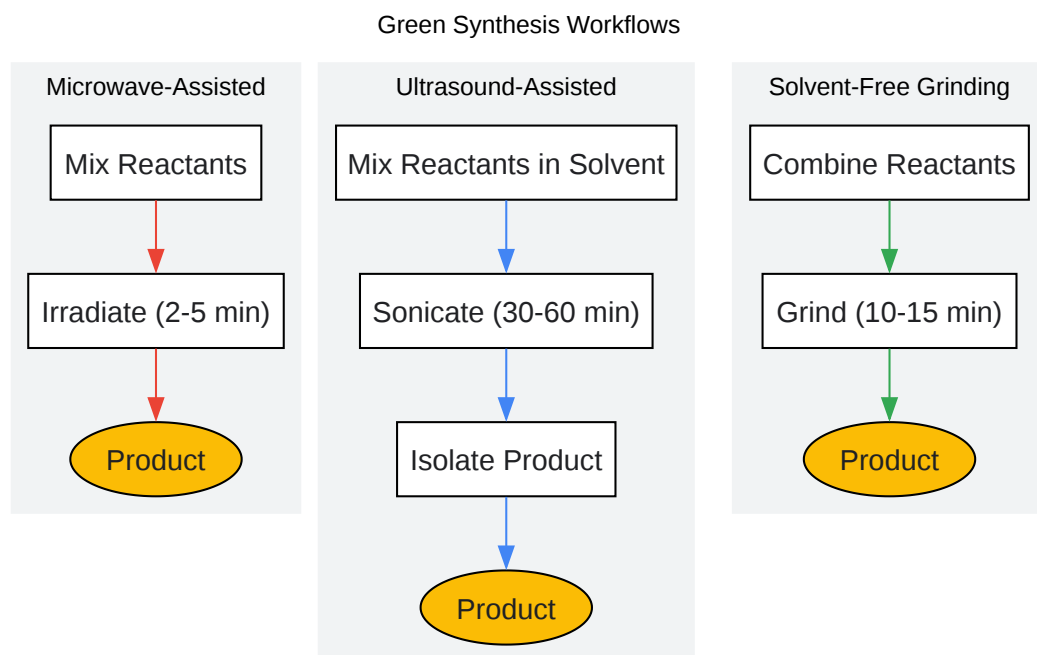 Green Synthesis Workflows
Microwave-Assisted
Mix Reactants
Irradiate (2-5 min)
Product
Ultrasound-Assisted
Mix Reactants in Solvent
Sonicate (30-60 min)
Isolate Product
Product
Solvent-Free Grinding
Combine Reactants
Grind (10-15 min)
Product